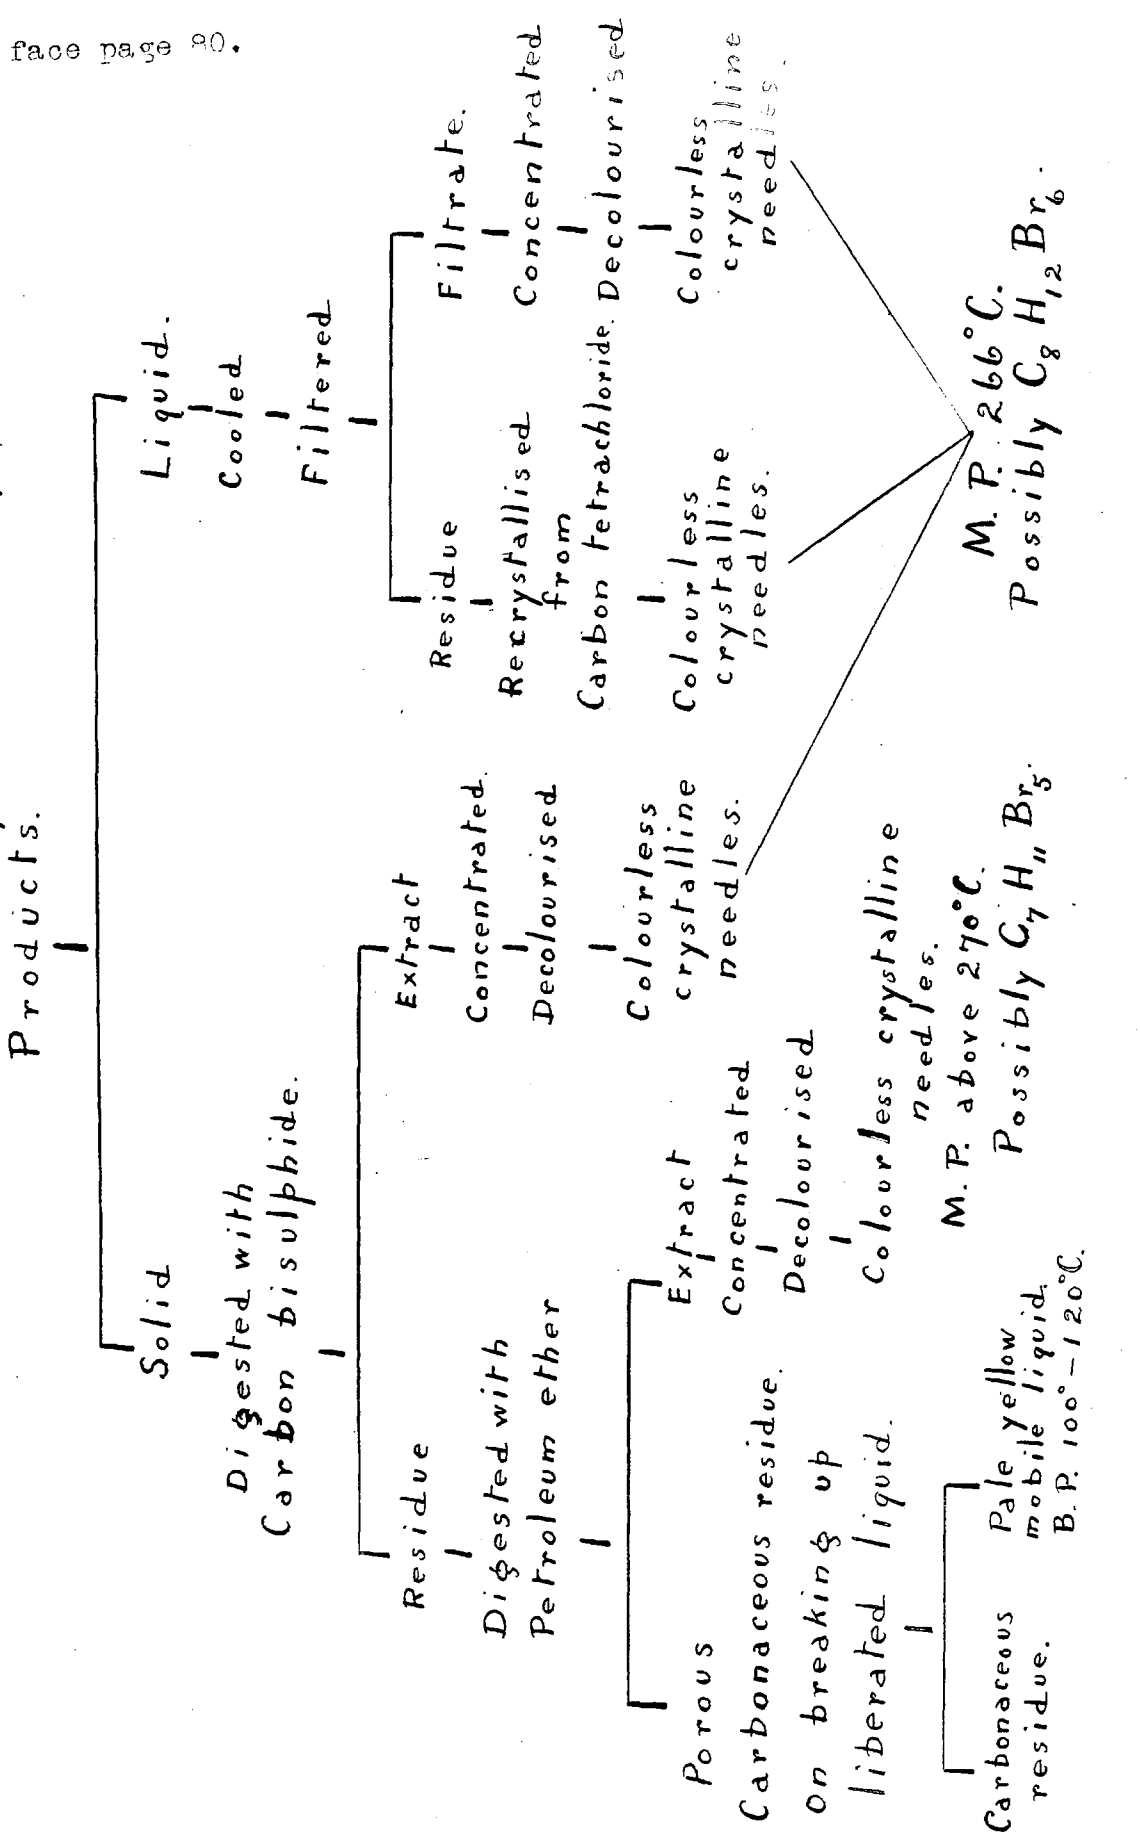 face page 80.
Products.
Solid
Digested with
Carbon bisulphide.
Residue
Digested with
Petroleum ether
Porous
Carbonaceous residue.
on breaking up
liberated liquid.
Carbonaceous
residue.
Pale yellow
mobile liquid.
B.P. 100°-120°C.
Extract
Concentrated
Decolourised
Colourless crystalline
needles.
M.P. above 270°C.
Possibly C7 H11 Br5.
Extract
Concentrated.
Decolourised
Colourless
crystalline
needles.
Liquid.
Cooled
Filtered
Residue
Recrystallised
from
Carbon tetrachloride.
Colourless
crystalline
needles.
Filtrate.
Concentrated
Decolourised
Colourless
crystalline
needles.
M.P. 266°C.
Possibly C8 H12 Br6.